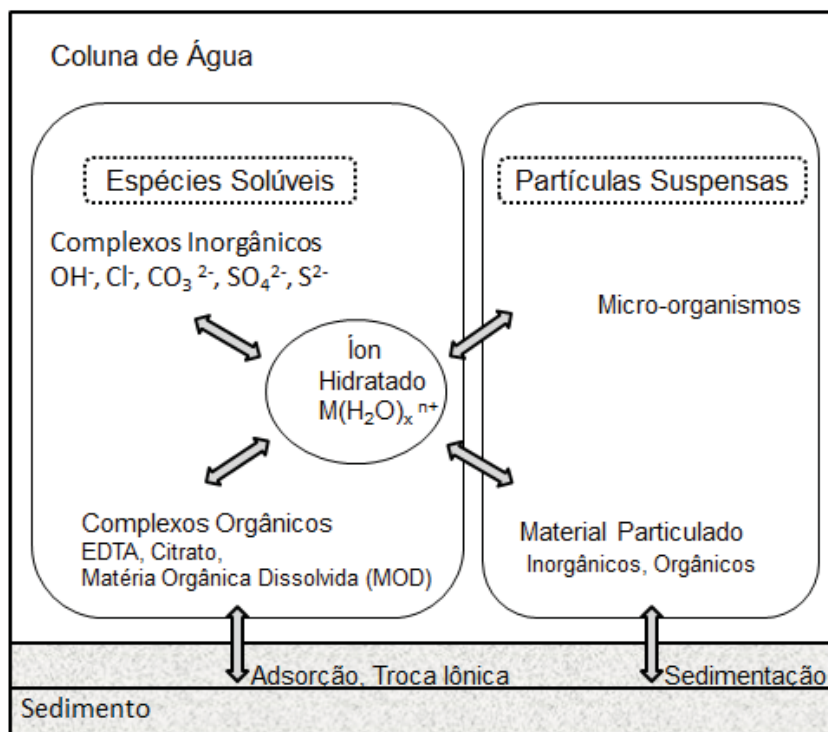 Coluna de Água
Espécies Solúveis
Complexos Inorgânicos
OH⁻, Cl⁻, CO₃ ²⁻, SO₄²⁻, S²⁻
Íon
Hidratado
M(H₂O)ₓ ⁿ⁺
Complexos Orgânicos
EDTA, Citrato,
Matéria Orgânica Dissolvida (MOD)
Partículas Suspensas
Micro-organismos
Material Particulado
Inorgânicos, Orgânicos
Adsorção, Troca Iônica
Sedimentação
Sedimento